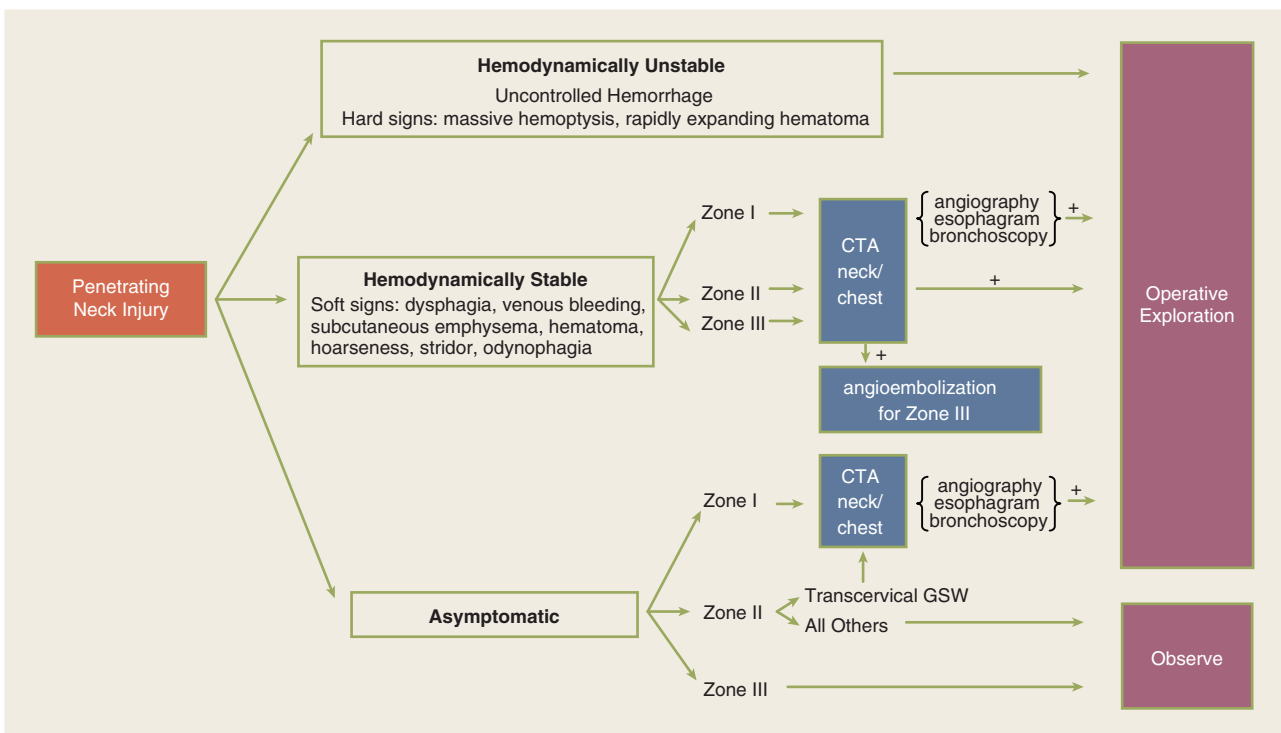 Penetrating
Neck Injury
Hemodynamically Unstable
Uncontrolled Hemorrhage
Hard signs: massive hemoptysis, rapidly expanding hematoma
Hemodynamically Stable
Soft signs: dysphagia, venous bleeding,
subcutaneous emphysema, hematoma,
hoarseness, stridor, odynophagia
Zone I
Zone II
Zone III
CTA
neck/
chest
angiography
esophagram
bronchoscopy
+
+
+
angioembolization
for Zone III
Operative
Exploration
Asymptomatic
Zone I
CTA
neck/
chest
angiography
esophagram
bronchoscopy
+
Zone II
Transcervical GSW
All Others
Zone III
Observe